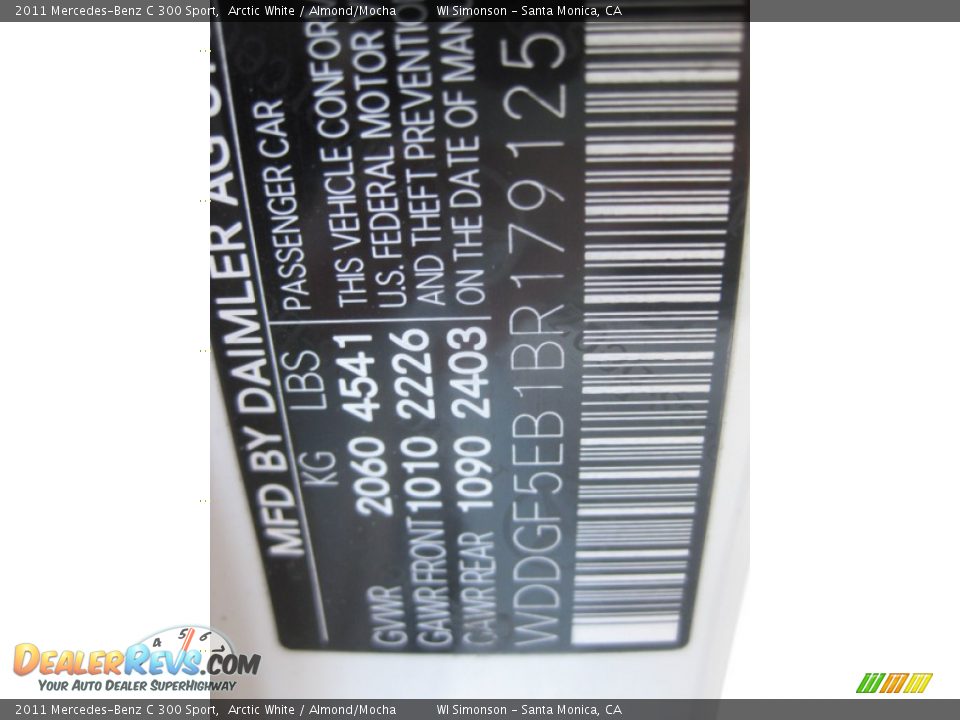 2011 Mercedes-Benz C 300 Sport, Arctic White / Almond/Mocha WI Simonson - Santa Monica, CA
MFD BY DAIMLER AG
KG LBS PASSENGER CAR
GVWR 2060 4541 THIS VEHICLE CONFOR
GAWR FRONT 1010 2226 U.S. FEDERAL MOTOR
GAWR REAR 1090 2403 AND THEFT PREVENTIO
ON THE DATE OF MAN
WDDGF5EB1BR179125
4 5 6
DEALERREVS.COM
YOUR AUTO DEALER SUPERHIGHWAY
2011 Mercedes-Benz C 300 Sport, Arctic White / Almond/Mocha WI Simonson - Santa Monica, CA